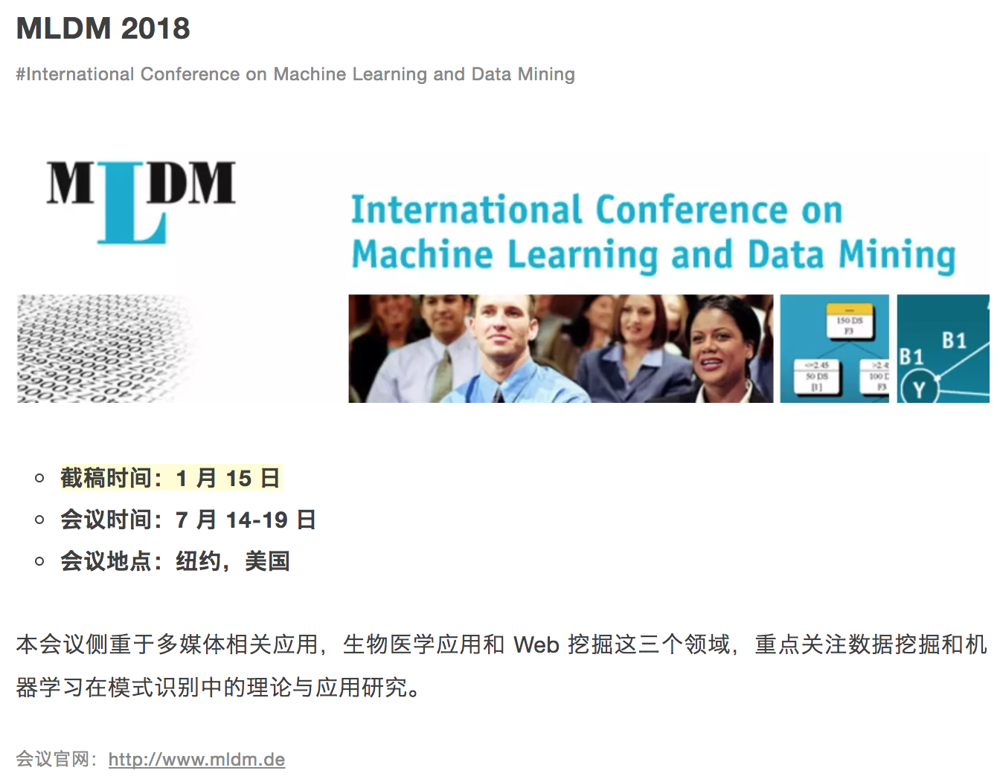 MLDM 2018
#International Conference on Machine Learning and Data Mining
MLDM
International Conference on
Machine Learning and Data Mining
150 DS
F3
<=2.45
50 DS
[1]
>2.4
100 D
F3
B1
B1
Y
截稿时间：1 月 15 日
会议时间：7 月 14-19 日
会议地点：纽约，美国
本会议侧重于多媒体相关应用，生物医学应用和 Web 挖掘这三个领域，重点关注数据挖掘和机
器学习在模式识别中的理论与应用研究。
会议官网：http://www.mldm.de